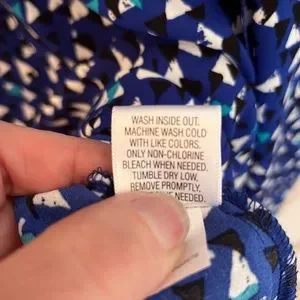 WASH INSIDE OUT.
MACHINE WASH COLD
WITH LIKE COLORS.
ONLY NON-CHLORINE
BLEACH WHEN NEEDED.
TUMBLE DRY LOW.
REMOVE PROMPTLY.
NEEDED.